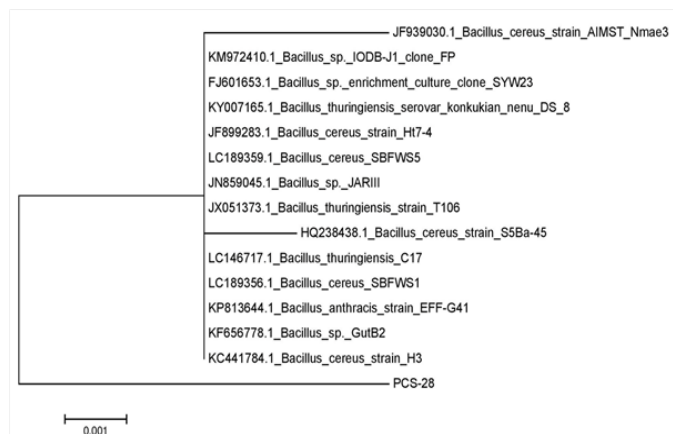 JF939030.1_Bacillus_cereus_strain_AIMST_Nmae3
KM972410.1_Bacillus_sp._IODB-J1_clone_FP
FJ601653.1_Bacillus_sp._enrichment_culture_clone_SYW23
KY007165.1_Bacillus_thuringiensis_serovar_konkukian_nenu_DS_8
JF899283.1_Bacillus_cereus_strain_Ht7-4
LC189359.1_Bacillus_cereus_SBFWS5
JN859045.1_Bacillus_sp._JARIII
JX051373.1_Bacillus_thuringiensis_strain_T106
HQ238438.1_Bacillus_cereus_strain_S5Ba-45
LC146717.1_Bacillus_thuringiensis_C17
LC189356.1_Bacillus_cereus_SBFWS1
KP813644.1_Bacillus_anthracis_strain_EFF-G41
KF656778.1_Bacillus_sp._GutB2
KC441784.1_Bacillus_cereus_strain_H3
PCS-28
0.001